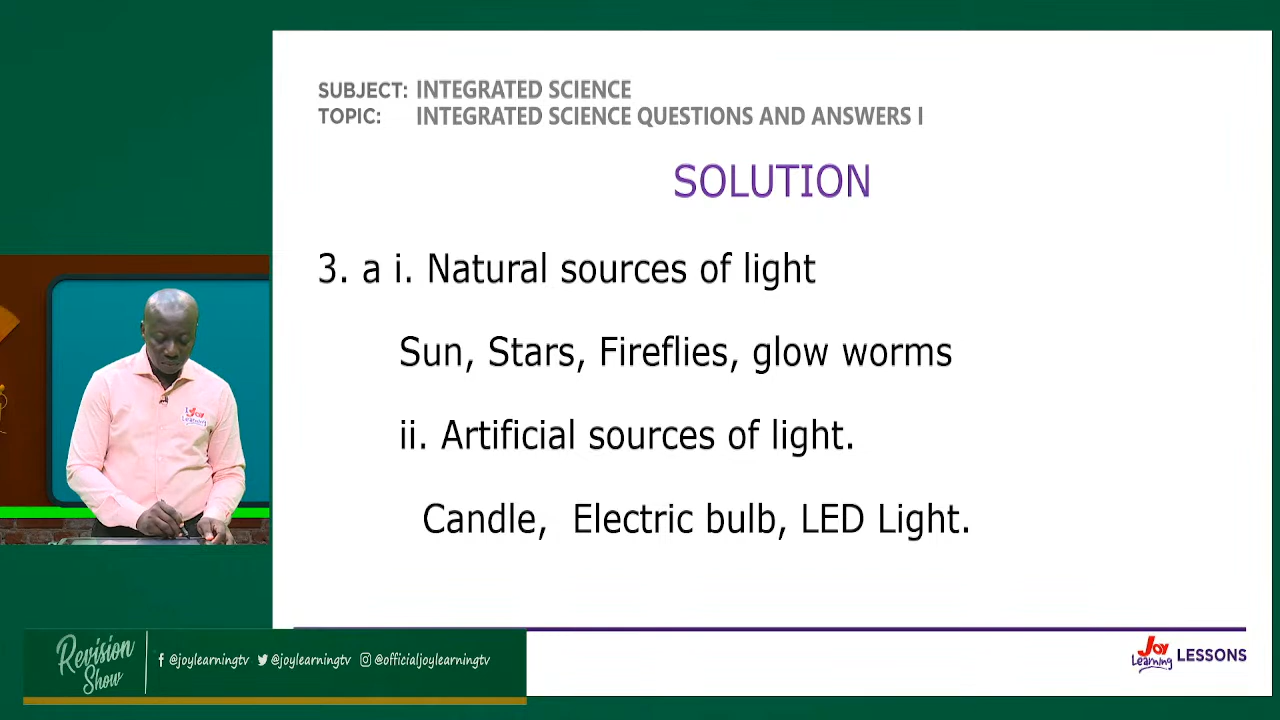 SUBJECT: INTEGRATED SCIENCE
TOPIC: INTEGRATED SCIENCE QUESTIONS AND ANSWERS I
SOLUTION
3. a i. Natural sources of light
Sun, Stars, Fireflies, glow worms
ii. Artificial sources of light.
Candle, Electric bulb, LED Light.
Joy Learning
Revision Show
@joylearningtv @joylearningtv @officialjoylearningtv
Joy Learning LESSONS